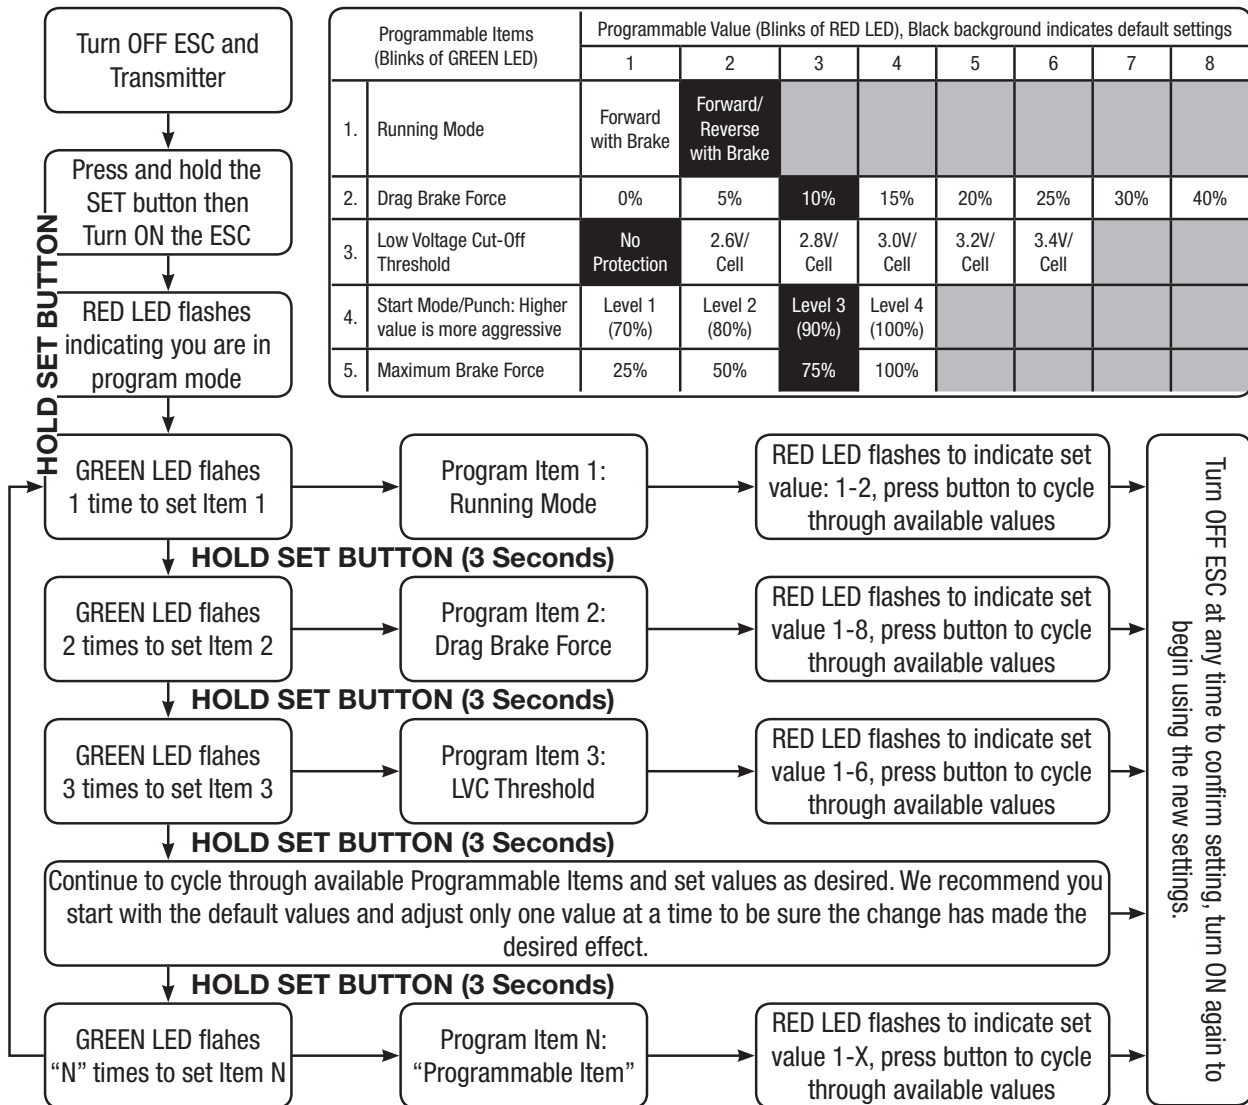 Turn OFF ESC and
Transmitter
Press and hold the
SET button then
Turn ON the ESC
RED LED flashes
indicating you are in
program mode
HOLD SET BUTTON
Programmable Items
(Blinks of GREEN LED)
Programmable Value (Blinks of RED LED), Black background indicates default settings
1 2 3 4 5 6 7 8
1. Running Mode
Forward
with Brake
Forward/
Reverse
with Brake
2. Drag Brake Force 0% 5% 10% 15% 20% 25% 30% 40%
3. Low Voltage Cut-Off
Threshold
No
Protection
2.6V/
Cell
2.8V/
Cell
3.0V/
Cell
3.2V/
Cell
3.4V/
Cell
4. Start Mode/Punch: Higher
value is more aggressive
Level 1
(70%)
Level 2
(80%)
Level 3
(90%)
Level 4
(100%)
5. Maximum Brake Force 25% 50% 75% 100%
GREEN LED flahes
1 time to set Item 1
Program Item 1:
Running Mode
RED LED flashes to indicate set
value: 1-2, press button to cycle
through available values
HOLD SET BUTTON (3 Seconds)
GREEN LED flahes
2 times to set Item 2
Program Item 2:
Drag Brake Force
RED LED flashes to indicate set
value 1-8, press button to cycle
through available values
HOLD SET BUTTON (3 Seconds)
GREEN LED flahes
3 times to set Item 3
Program Item 3:
LVC Threshold
RED LED flashes to indicate set
value 1-6, press button to cycle
through available values
HOLD SET BUTTON (3 Seconds)
Continue to cycle through available Programmable Items and set values as desired. We recommend you
start with the default values and adjust only one value at a time to be sure the change has made the
desired effect.
HOLD SET BUTTON (3 Seconds)
GREEN LED flahes
"N" times to set Item N
Program Item N:
"Programmable Item"
RED LED flashes to indicate set
value 1-X, press button to cycle
through available values
Turn OFF ESC at any time to confirm setting, turn ON again to
begin using the new settings.